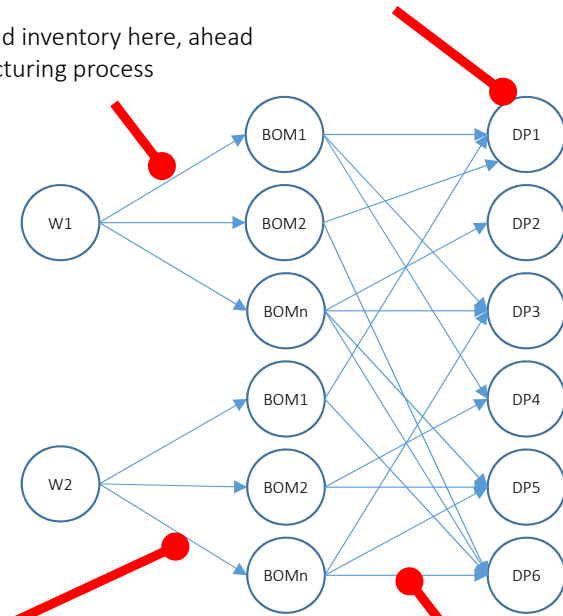 d inventory here, ahead
cturing process
BOM1
DP1
W1
BOM2
DP2
BOMn
DP3
BOM1
DP4
W2
BOM2
DP5
BOMn
DP6